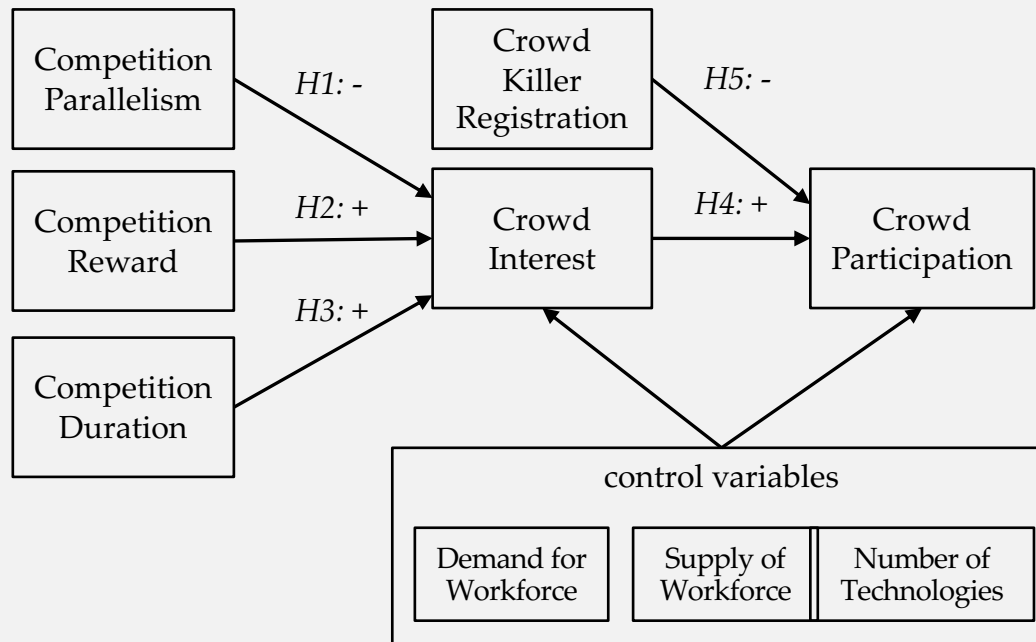 Competition
Parallelism
H1: -
Crowd
Killer
Registration
H5: -
Competition
Reward
H2: +
Crowd
Interest
H4: +
Crowd
Participation
H3: +
Competition
Duration
control variables
Demand for
Workforce
Supply of
Workforce
Number of
Technologies